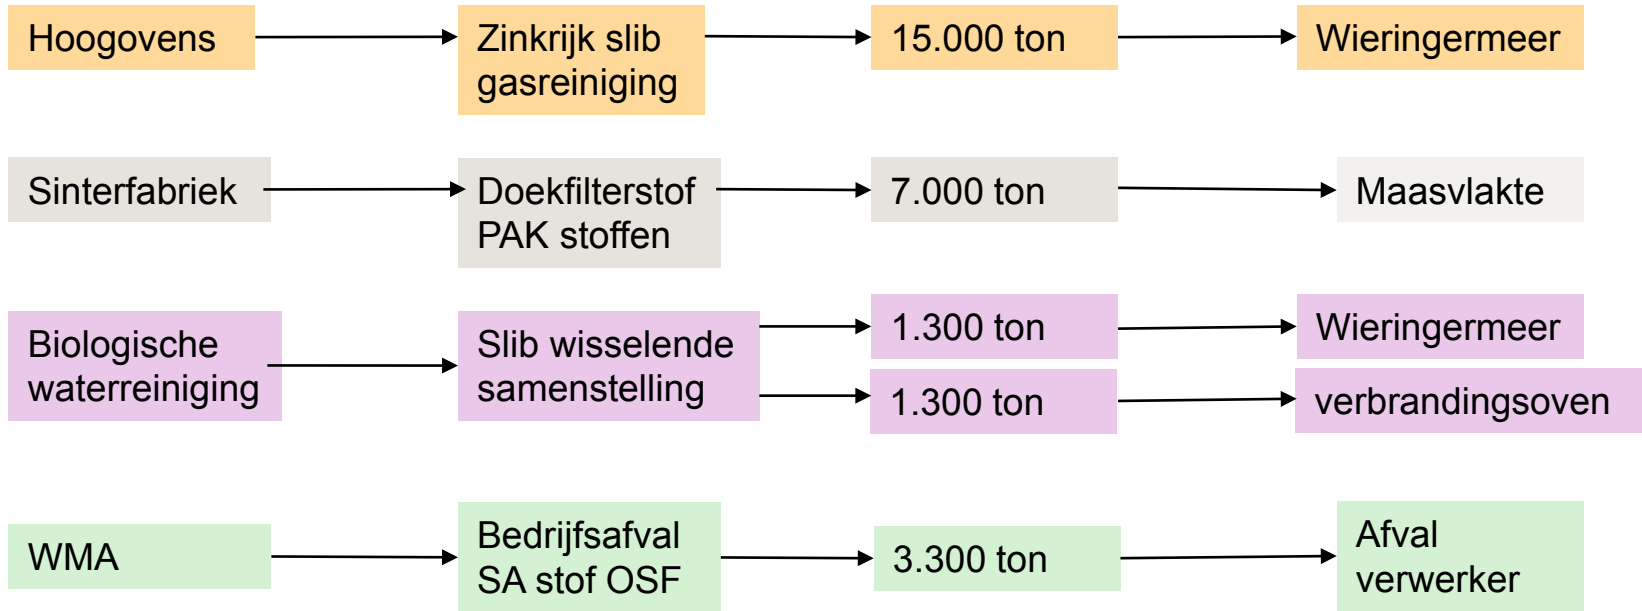 Hoogovens
Zinkrijk slib
gasreiniging
15.000 ton
Wieringermeer
Sinterfabriek
Doekfilterstof
PAK stoffen
7.000 ton
Maasvlakte
Biologische
waterreiniging
Slib wisselende
samenstelling
1.300 ton
Wieringermeer
1.300 ton
verbrandingsoven
WMA
Bedrijfsafval
SA stof OSF
3.300 ton
Afval
verwerker